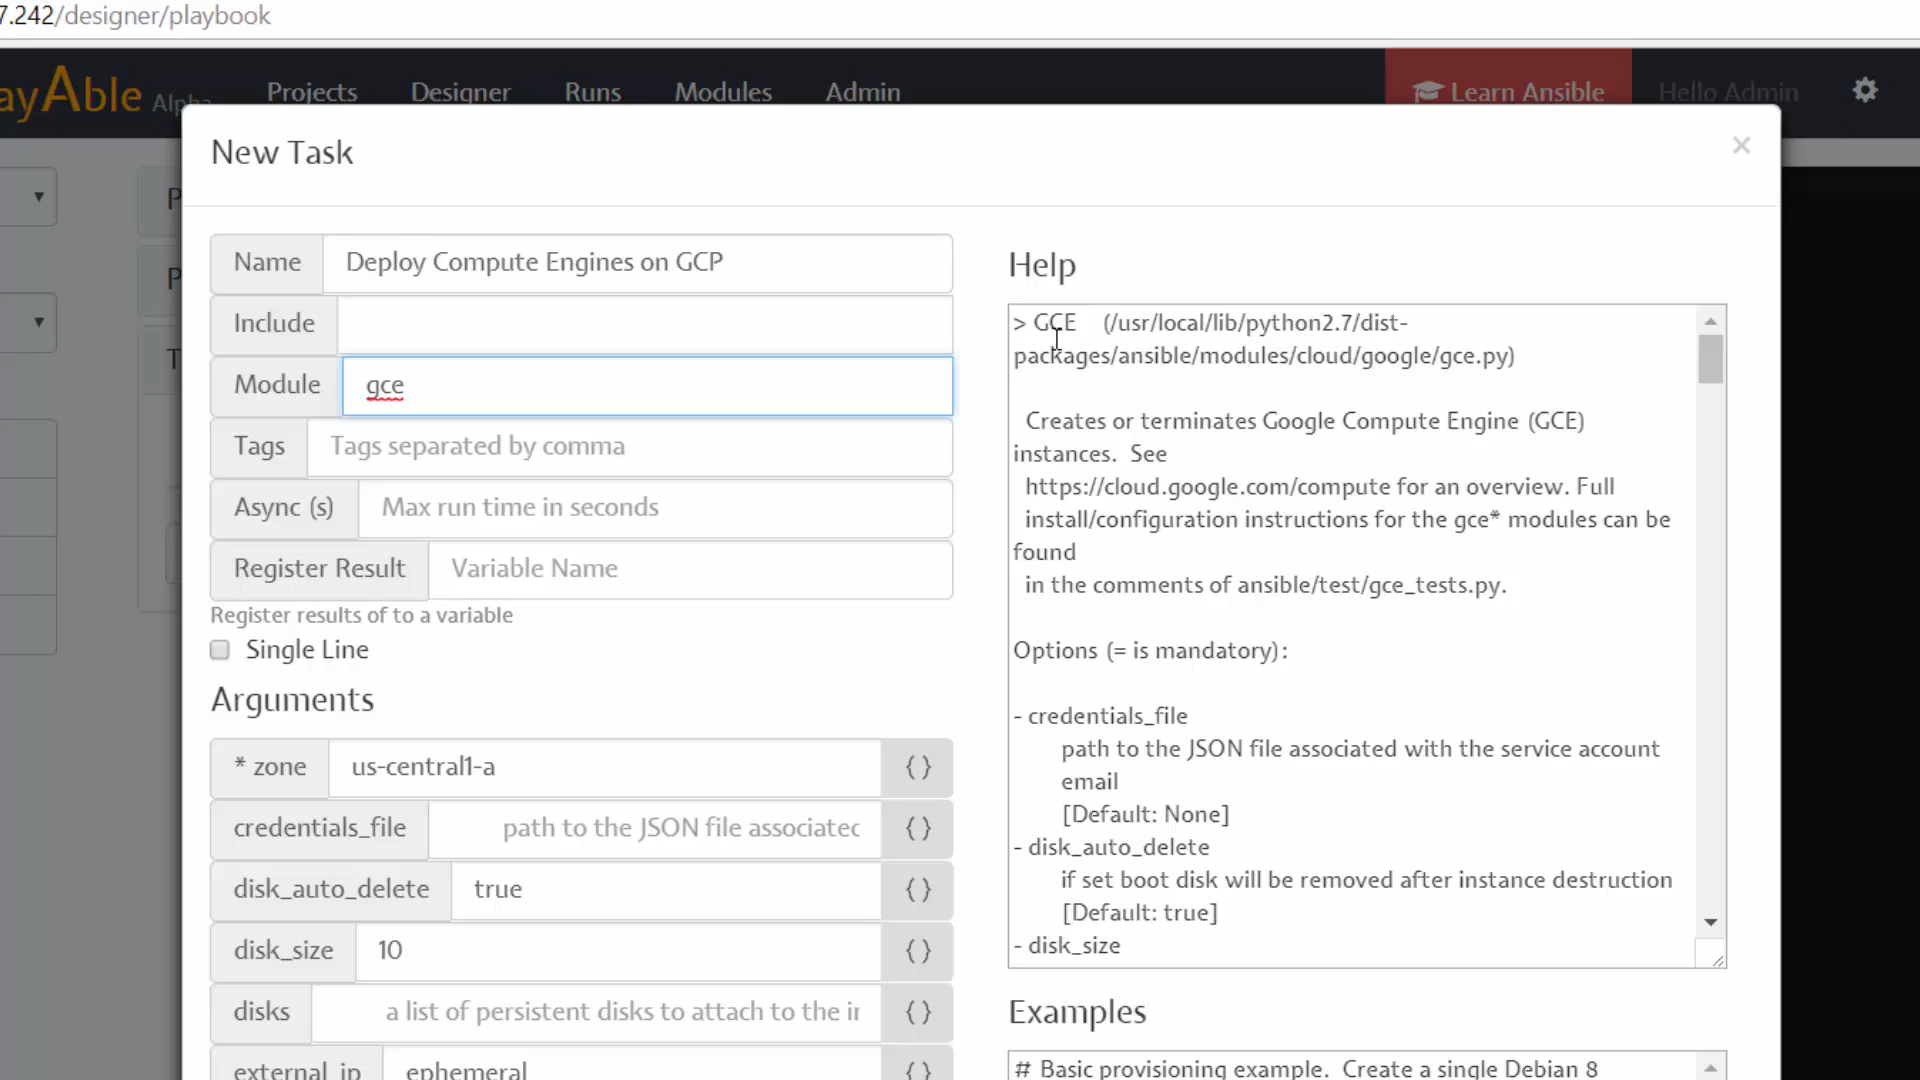 7.242/designer/playbook
ayAble Alpha Projects Designer Runs Modules Admin Learn Ansible Hello Admin
New Task
×
Name Deploy Compute Engines on GCP
Include
Module gce
Tags Tags separated by comma
Async (s) Max run time in seconds
Register Result Variable Name
Register results of to a variable
Single Line
Arguments
* zone us-central1-a { }
credentials_file path to the JSON file associated { }
disk_auto_delete true { }
disk_size 10 { }
disks a list of persistent disks to attach to the in { }
external_ip ephemeral { }
Help
> GCE (/usr/local/lib/python2.7/dist-
packages/ansible/modules/cloud/google/gce.py)
Creates or terminates Google Compute Engine (GCE)
instances. See
https://cloud.google.com/compute for an overview. Full
install/configuration instructions for the gce* modules can be
found
in the comments of ansible/test/gce_tests.py.
Options (= is mandatory):
- credentials_file
path to the JSON file associated with the service account
email
[Default: None]
- disk_auto_delete
if set boot disk will be removed after instance destruction
[Default: true]
- disk_size
Examples
# Basic provisioning example. Create a single Debian 8